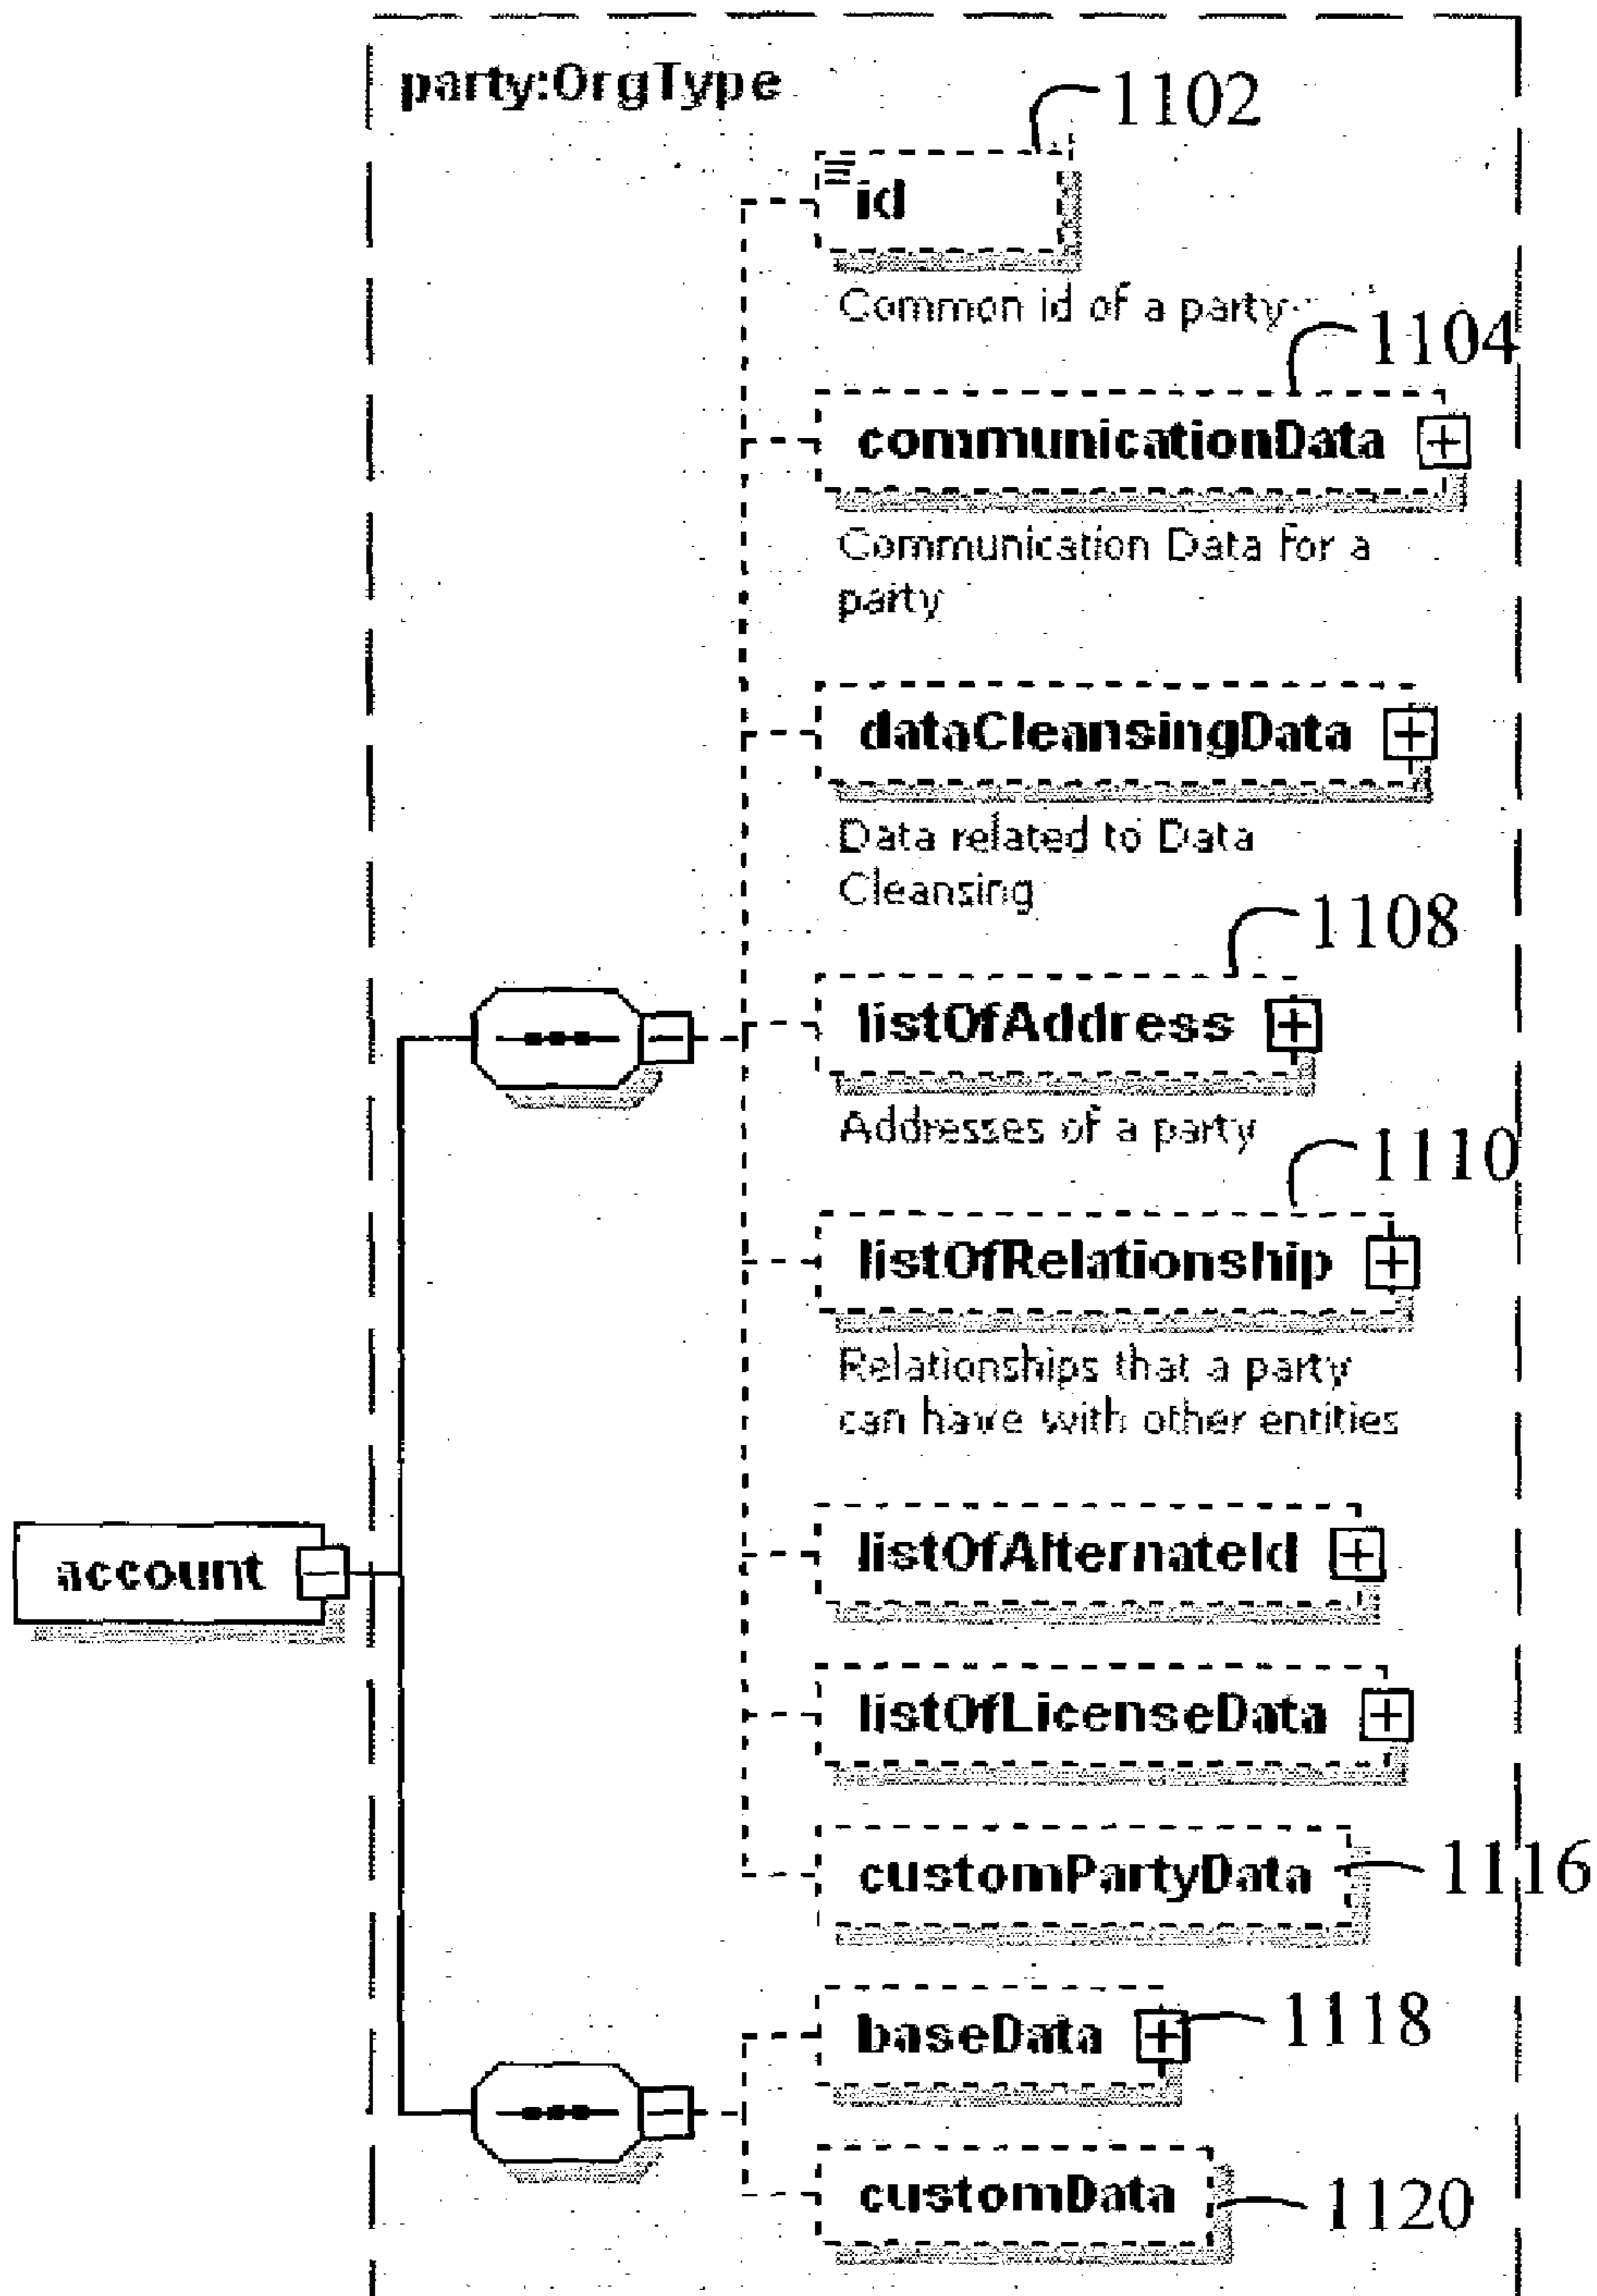 party:OrgType
1102
id
Common id of a party
1104
communicationData
Communication Data for a
party
dataCleansingData
Data related to Data
Cleansing
1108
listOfAddress
Addresses of a party
1110
listOfRelationship
Relationships that a party
can have with other entities
account
listOfAlternateId
listOfLicenseData
customPartyData
1116
baseData
1118
customData
1120